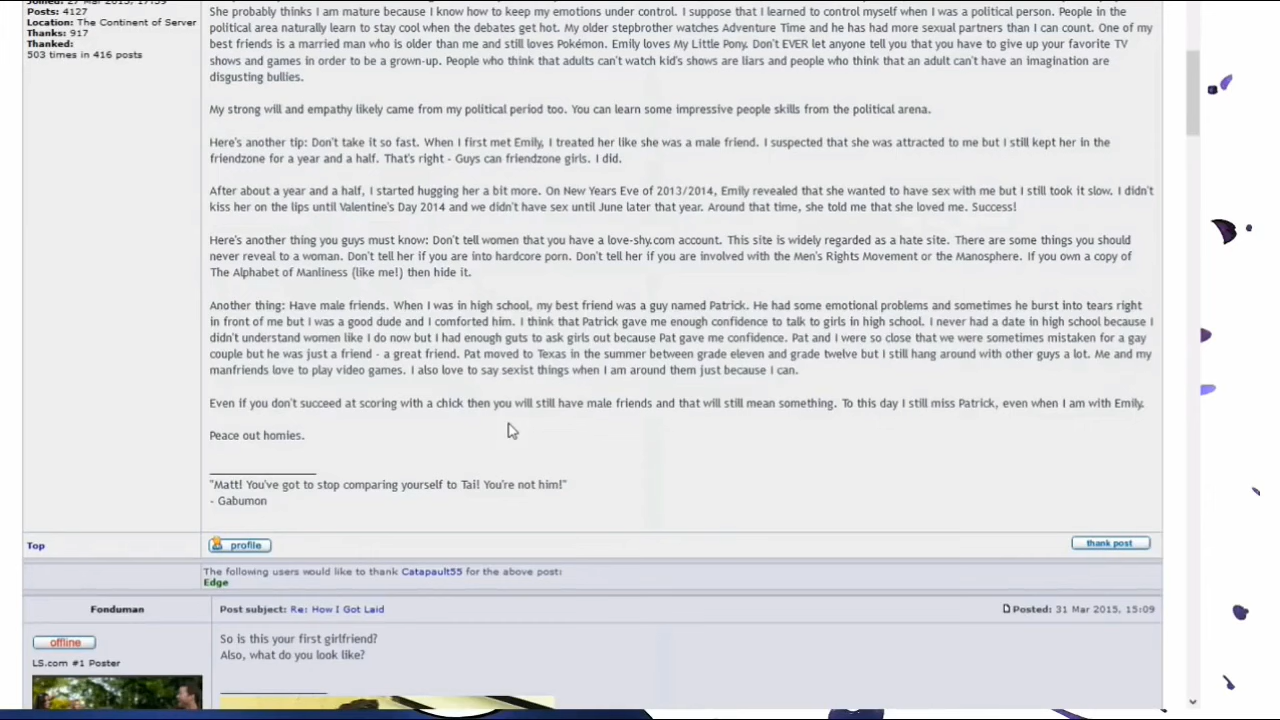 Joined: 27 Mar 2015, 17:39
Location: The Continent of Server
Posts: 4127
Thanks: 917
Thanked:
503 times in 416 posts
She probably thinks I am mature because I know how to keep my emotions under control. I suppose that I learned to control myself when I was a political person. People in the
political area naturally learn to stay cool when the debates get hot. My older stepbrother watches Adventure Time and he has had more sexual partners than I can count. One of my
best friends is a married man who is older than me and still loves Pokémon. Emily loves My Little Pony. Don't EVER let anyone tell you that you have to give up your favorite TV
shows and games in order to be a grown-up. People who think that adults can't watch kid's shows are liars and people who think that an adult can't have an imagination are
disgusting bullies.
My strong will and empathy likely came from my political period too. You can learn some impressive people skills from the political arena.
Here's another tip: Don't take it so fast. When I first met Emily, I treated her like she was a male friend. I suspected that she was attracted to me but I still kept her in the
friendzone for a year and a half. That's right - Guys can friendzone girls. I did.
After about a year and a half, I started hugging her a bit more. On New Years Eve of 2013/2014, Emily revealed that she wanted to have sex with me but I still took it slow. I didn't
kiss her on the lips until Valentine's Day 2014 and we didn't have sex until June later that year. Around that time, she told me that she loved me. Success!
Here's another thing you guys must know: Don't tell women that you have a love-shy.com account. This site is widely regarded as a hate site. There are some things you should
never reveal to a woman. Don't tell her if you are into hardcore porn. Don't tell her if you are involved with the Men's Rights Movement or the Manosphere. If you own a copy of
The Alphabet of Manliness (like me!) then hide it.
Another thing: Have male friends. When I was in high school, my best friend was a guy named Patrick. He had some emotional problems and sometimes he burst into tears right
in front of me but I was a good dude and I comforted him. I think that Patrick gave me enough confidence to talk to girls in high school. I never had a date in high school because I
didn't understand women like I do now but I had enough guts to ask girls out because Pat gave me confidence. Pat and I were so close that we were sometimes mistaken for a gay
couple but he was just a friend - a great friend. Pat moved to Texas in the summer between grade eleven and grade twelve but I still hang around with other guys a lot. Me and my
manfriends love to play video games. I also love to say sexist things when I am around them just because I can.
Even if you don't succeed at scoring with a chick then you will still have male friends and that will still mean something. To this day I still miss Patrick, even when I am with Emily.
Peace out homies.
"Matt! You've got to stop comparing yourself to Tai! You're not him!"
- Gabumon
Top
profile
thank post
The following users would like to thank Catapault55 for the above post:
Edge
Fonduman
Post subject: Re: How I Got Laid
Posted: 31 Mar 2015, 15:09
offline
LS.com #1 Poster
So is this your first girlfriend?
Also, what do you look like?